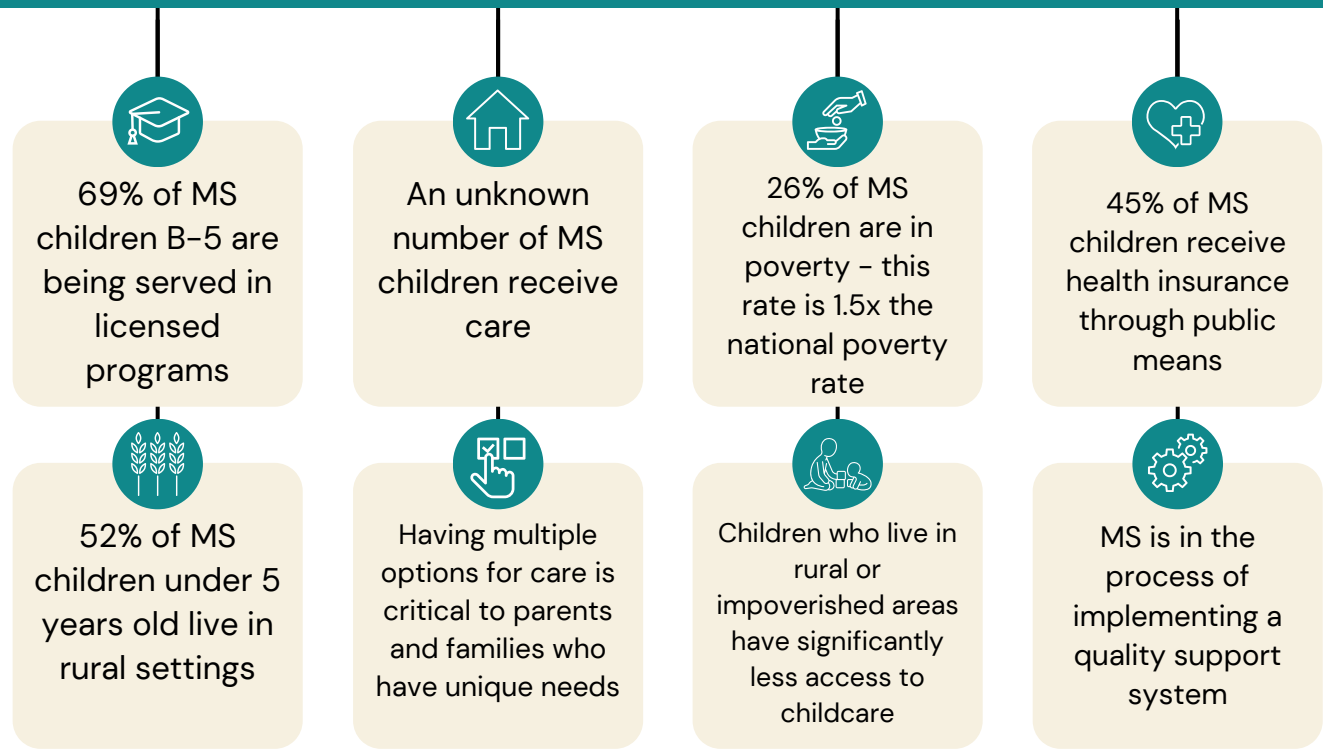 69% of MS
children B-5 are
being served in
licensed
programs
An unknown
number of MS
children receive
care
26% of MS
children are in
poverty - this
rate is 1.5x the
national poverty
rate
45% of MS
children receive
health insurance
through public
means
52% of MS
children under 5
years old live in
rural settings
Having multiple
options for care is
critical to parents
and families who
have unique needs
Children who live in
rural or
impoverished areas
have significantly
less access to
childcare
MS is in the
process of
implementing a
quality support
system